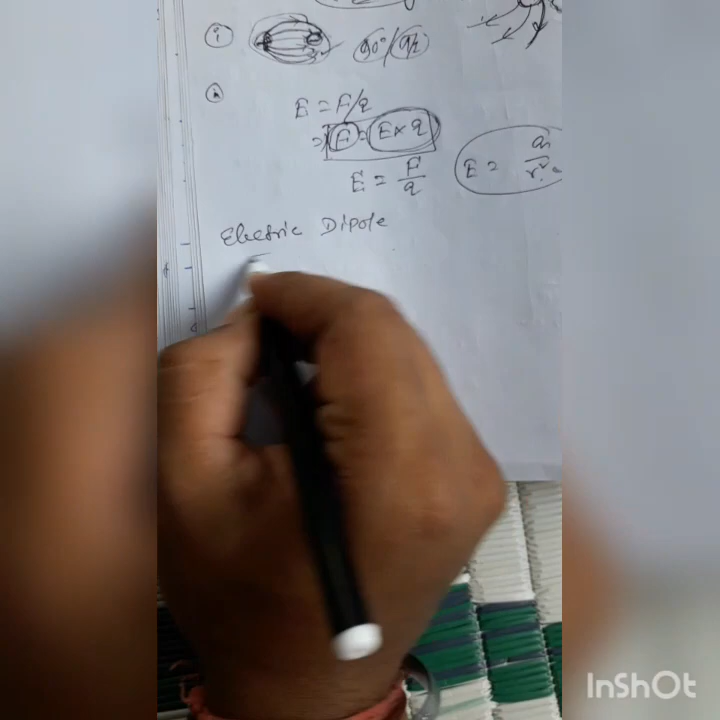 i 90°/
E = F/q
= F = E × q
E = F/q
E =
Electric Dipole
InShOt